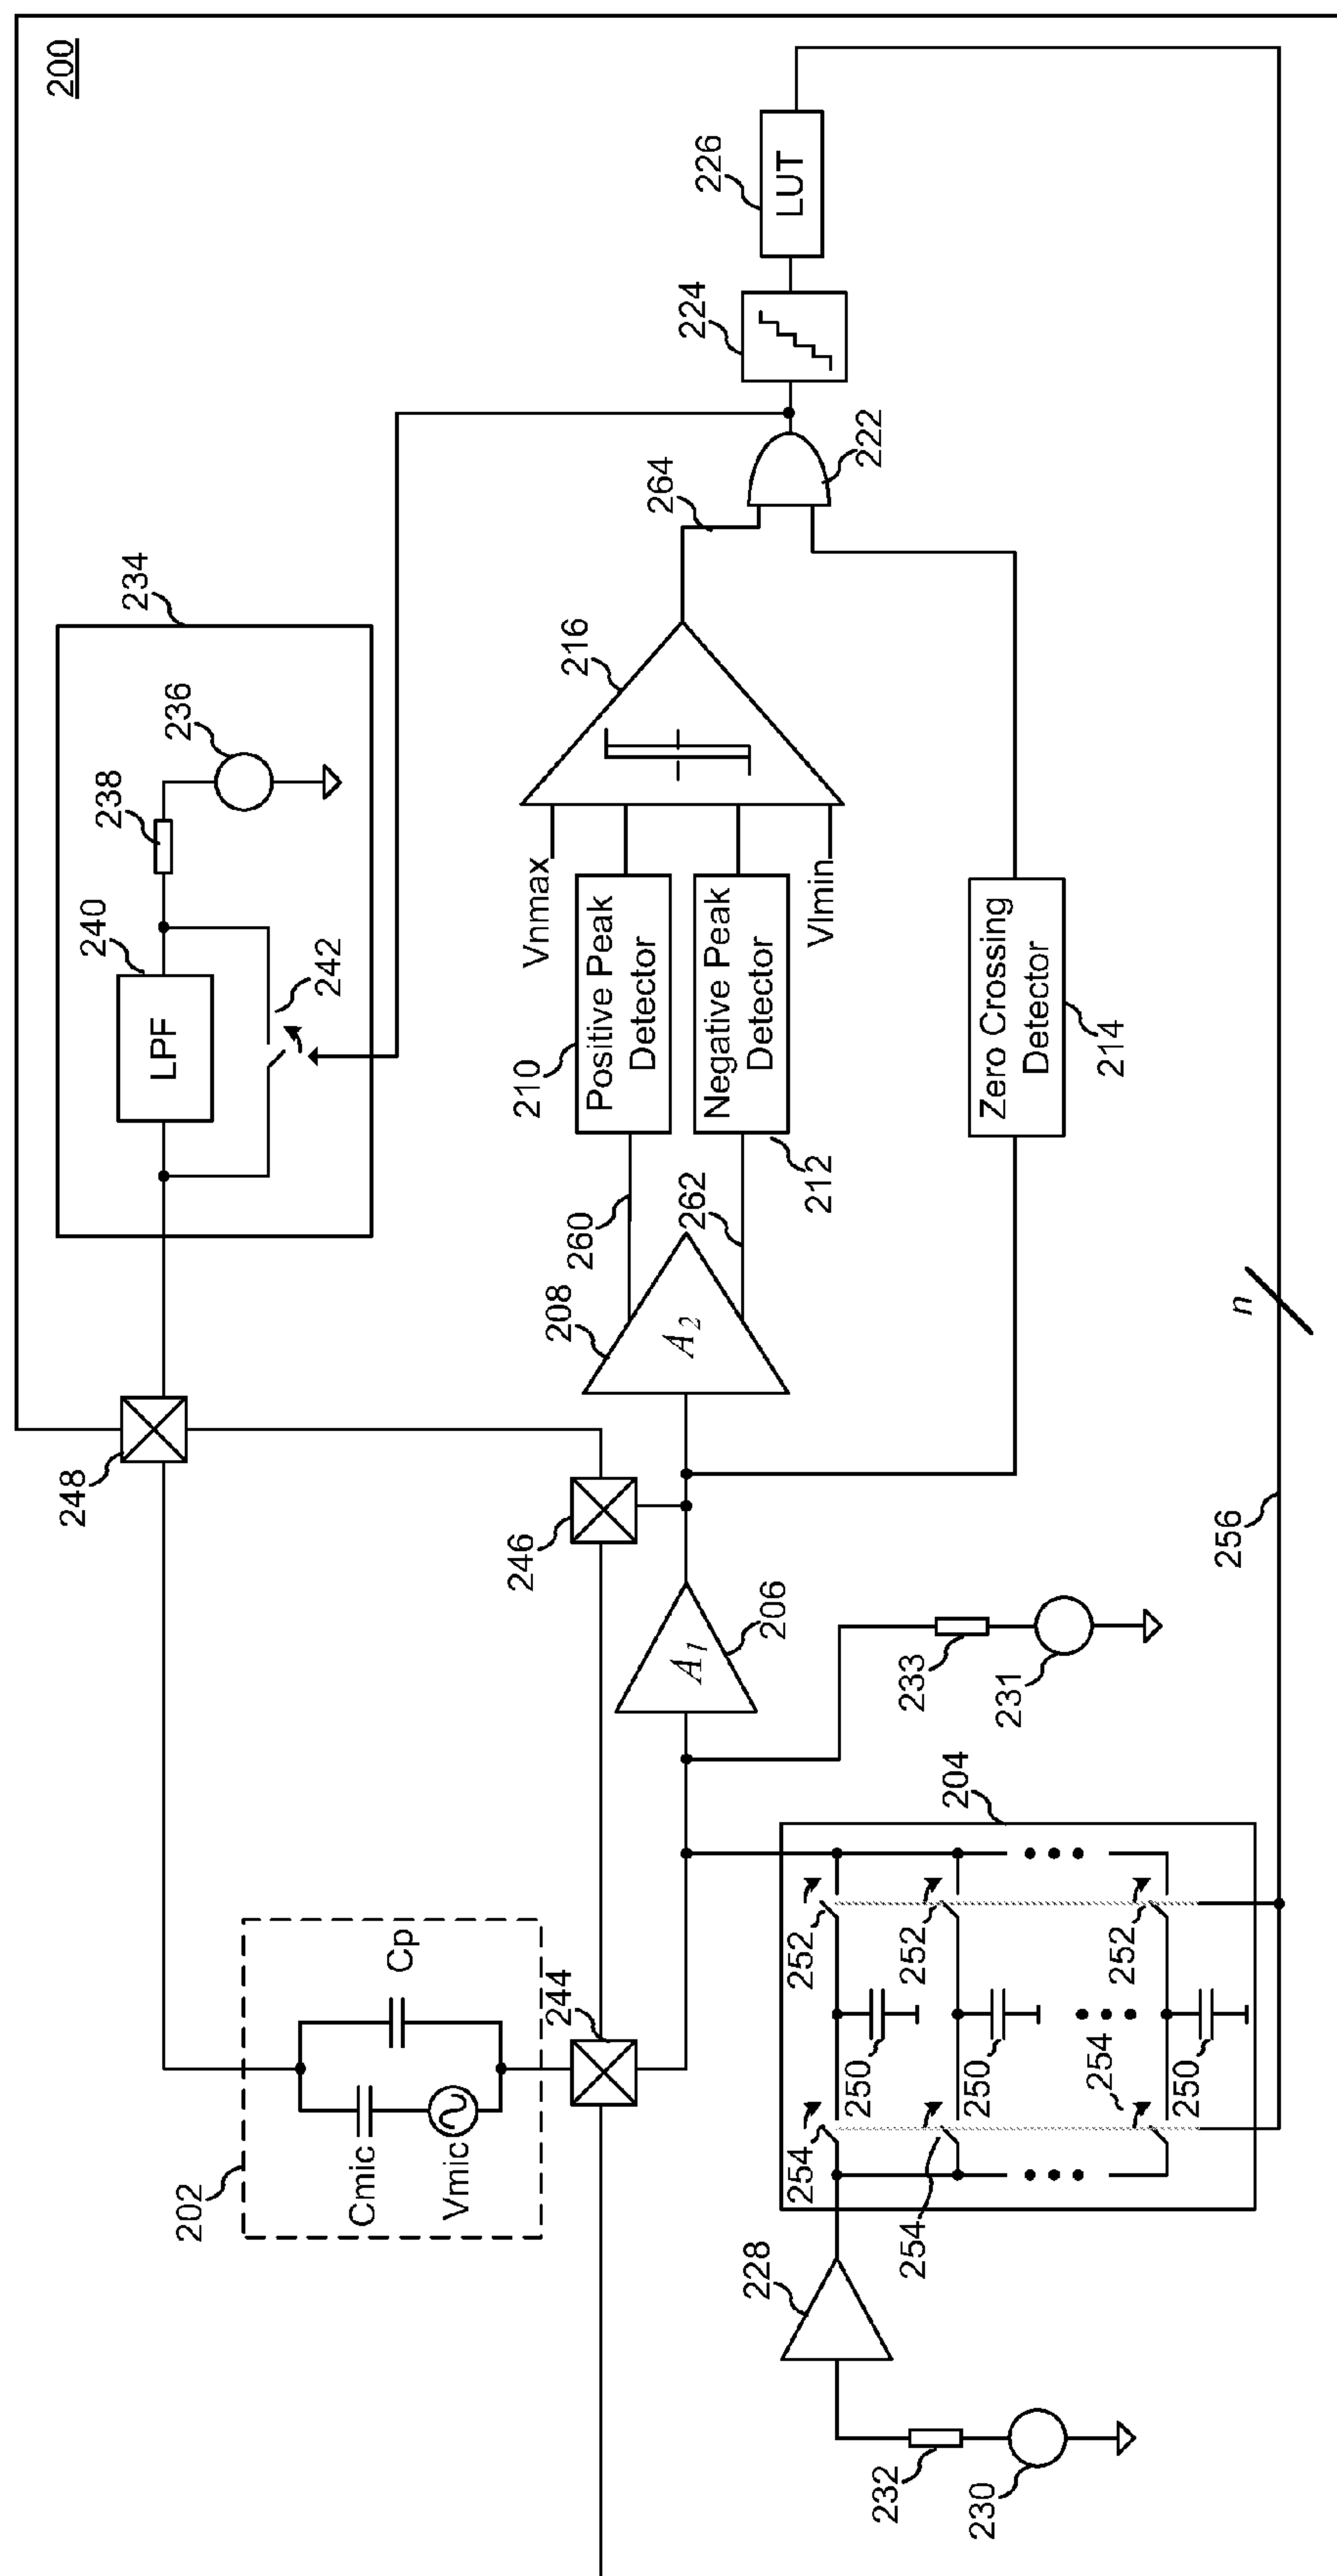 200
202
Cmic
Vmic
Cp
244
248
246
234
LPF
240
238
236
242
A1
206
A2
208
260
262
210
Positive Peak
Detector
Negative Peak
Detector
212
Vnmax
Vlmin
216
264
222
224
226
LUT
Zero Crossing
Detector
214
n
256
233
231
204
252
252
252
250
250
250
254
254
254
228
232
230